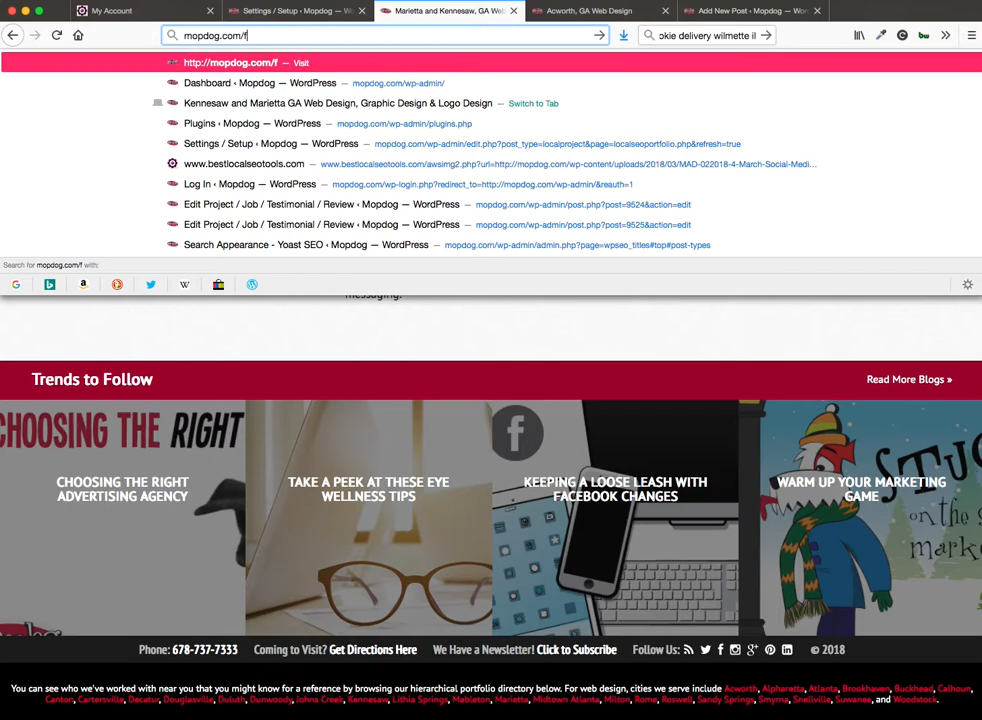 My Account
Settings / Setup ‹ Mopdog — W
Marietta and Kennesaw, GA Web
Acworth, GA Web Design
Add New Post ‹ Mopdog — Word
mopdog.com/f
okie delivery wilmette il
http://mopdog.com/f — Visit
Dashboard ‹ Mopdog — WordPress — mopdog.com/wp-admin/
Kennesaw and Marietta GA Web Design, Graphic Design & Logo Design — Switch to Tab
Plugins ‹ Mopdog — WordPress — mopdog.com/wp-admin/plugins.php
Settings / Setup ‹ Mopdog — WordPress — mopdog.com/wp-admin/edit.php?post_type=localproject&page=localseoportfolio.php&refresh=true
www.bestlocalseotools.com — www.bestlocalseotools.com/awsimg2.php?url=http://mopdog.com/wp-content/uploads/2018/03/MAD-022018-4-March-Social-Medi...
Log In ‹ Mopdog — WordPress — mopdog.com/wp-login.php?redirect_to=http://mopdog.com/wp-admin/&reauth=1
Edit Project / Job / Testimonial / Review ‹ Mopdog — WordPress — mopdog.com/wp-admin/post.php?post=9524&action=edit
Edit Project / Job / Testimonial / Review ‹ Mopdog — WordPress — mopdog.com/wp-admin/post.php?post=9525&action=edit
Search Appearance - Yoast SEO ‹ Mopdog — WordPress — mopdog.com/wp-admin/admin.php?page=wpseo_titles#top#post-types
Search for mopdog.com/f with:
messaging.
Trends to Follow
Read More Blogs »
CHOOSING THE RIGHT
CHOOSING THE RIGHT
ADVERTISING AGENCY
TAKE A PEEK AT THESE EYE
WELLNESS TIPS
KEEPING A LOOSE LEASH WITH
FACEBOOK CHANGES
WARM UP YOUR MARKETING
GAME
STUC
on the s
mark
Phone: 678-737-7333 Coming to Visit? Get Directions Here We Have a Newsletter! Click to Subscribe Follow Us: © 2018
You can see who we've worked with near you that you might know for a reference by browsing our hierarchical portfolio directory below. For web design, cities we serve include Acworth, Alpharetta, Atlanta, Brookhaven, Buckhead, Calhoun,
Canton, Cartersville, Decatur, Douglasville, Duluth, Dunwoody, Johns Creek, Kennesaw, Lithia Springs, Mableton, Marietta, Midtown Atlanta, Milton, Rome, Roswell, Sandy Springs, Smyrna, Snellville, Suwanee, and Woodstock.